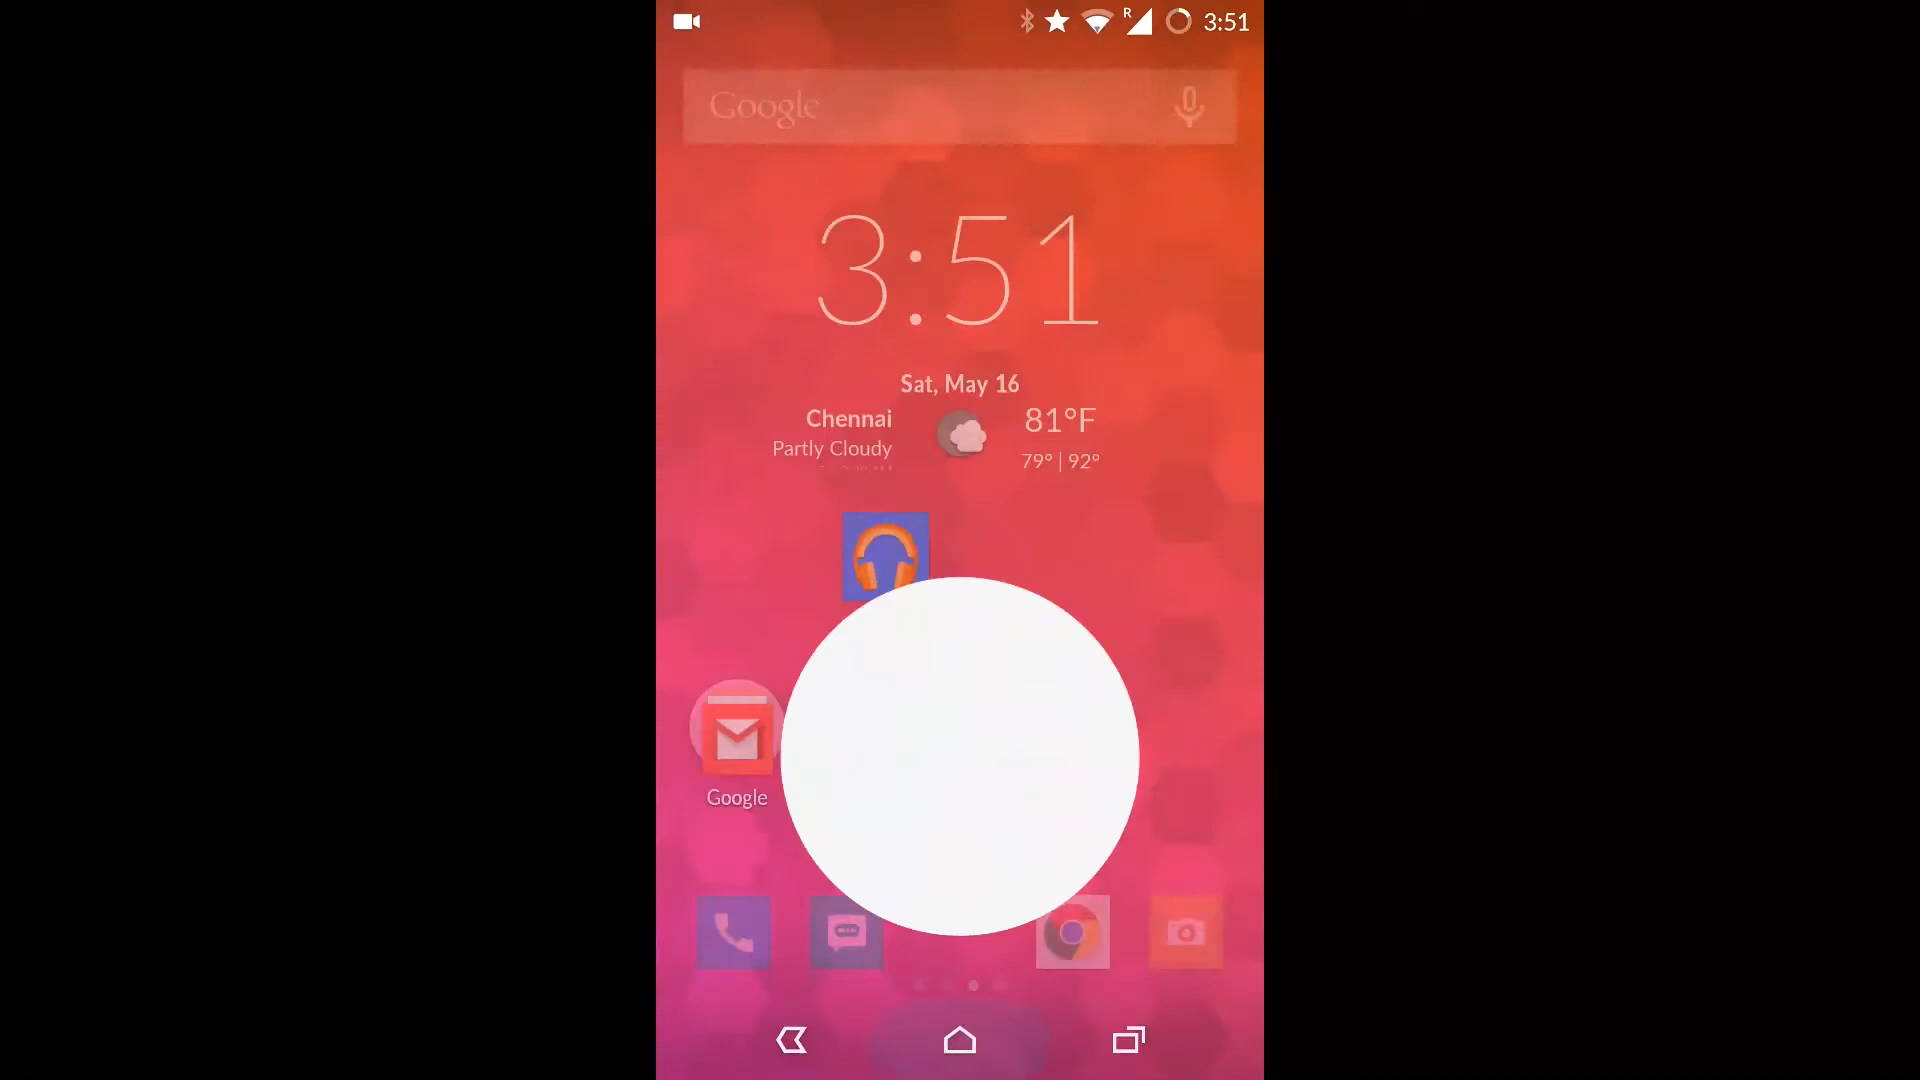 R
3:51
Google
3:51
Sat, May 16
Chennai
81°F
Partly Cloudy
79° | 92°
Google